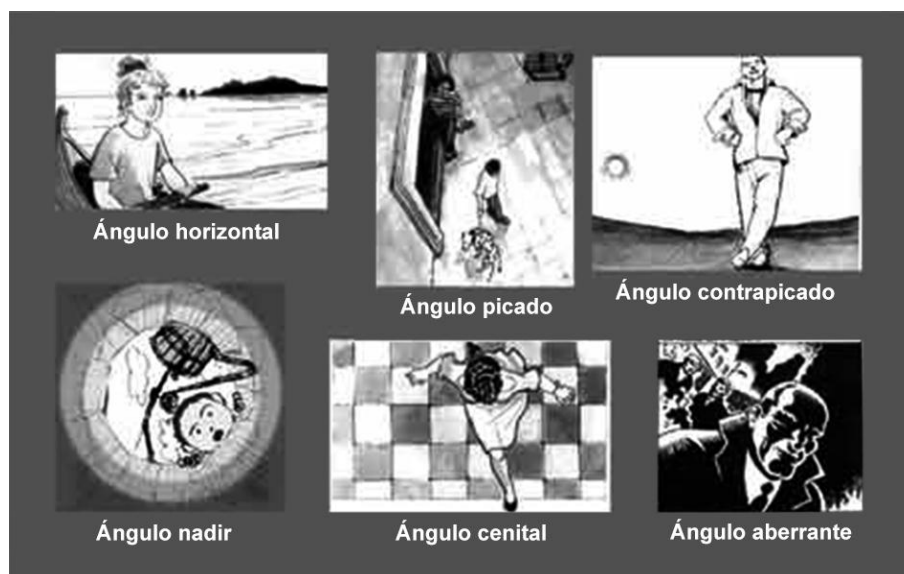 Ángulo horizontal
Ángulo picado
Ángulo contrapicado
Ángulo nadir
Ángulo cenital
Ángulo aberrante